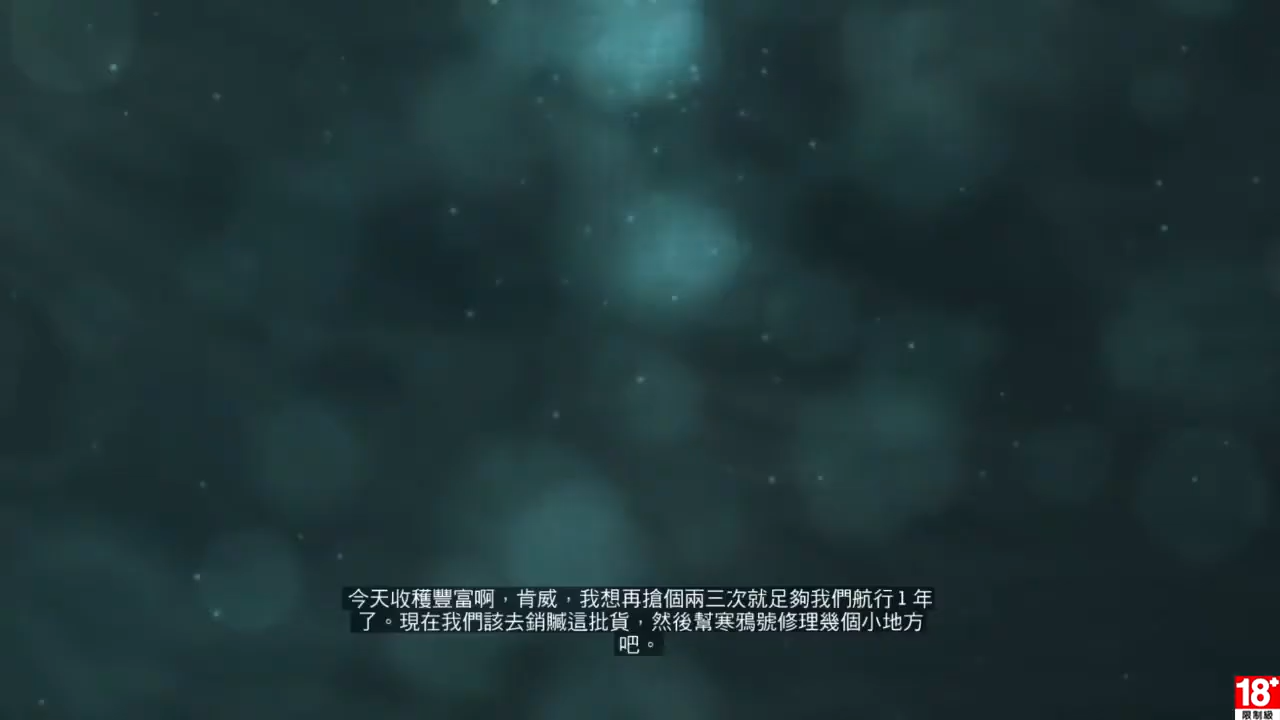 今天收穫豐富啊，肯威，我想再搶個兩三次就足夠我們航行1年
了。現在我們該去銷贓這批貨，然後幫寒鴉號修理幾個小地方
吧。
18+
限制級